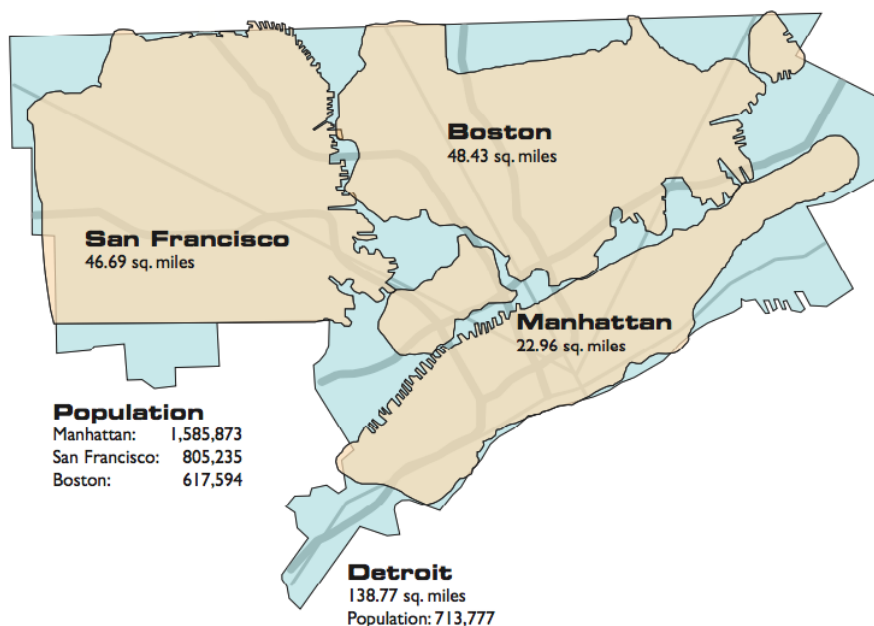 Boston
48.43 sq. miles
San Francisco
46.69 sq. miles
Manhattan
22.96 sq. miles
Population
Manhattan: 1,585,873
San Francisco: 805,235
Boston: 617,594
Detroit
138.77 sq. miles
Population: 713,777